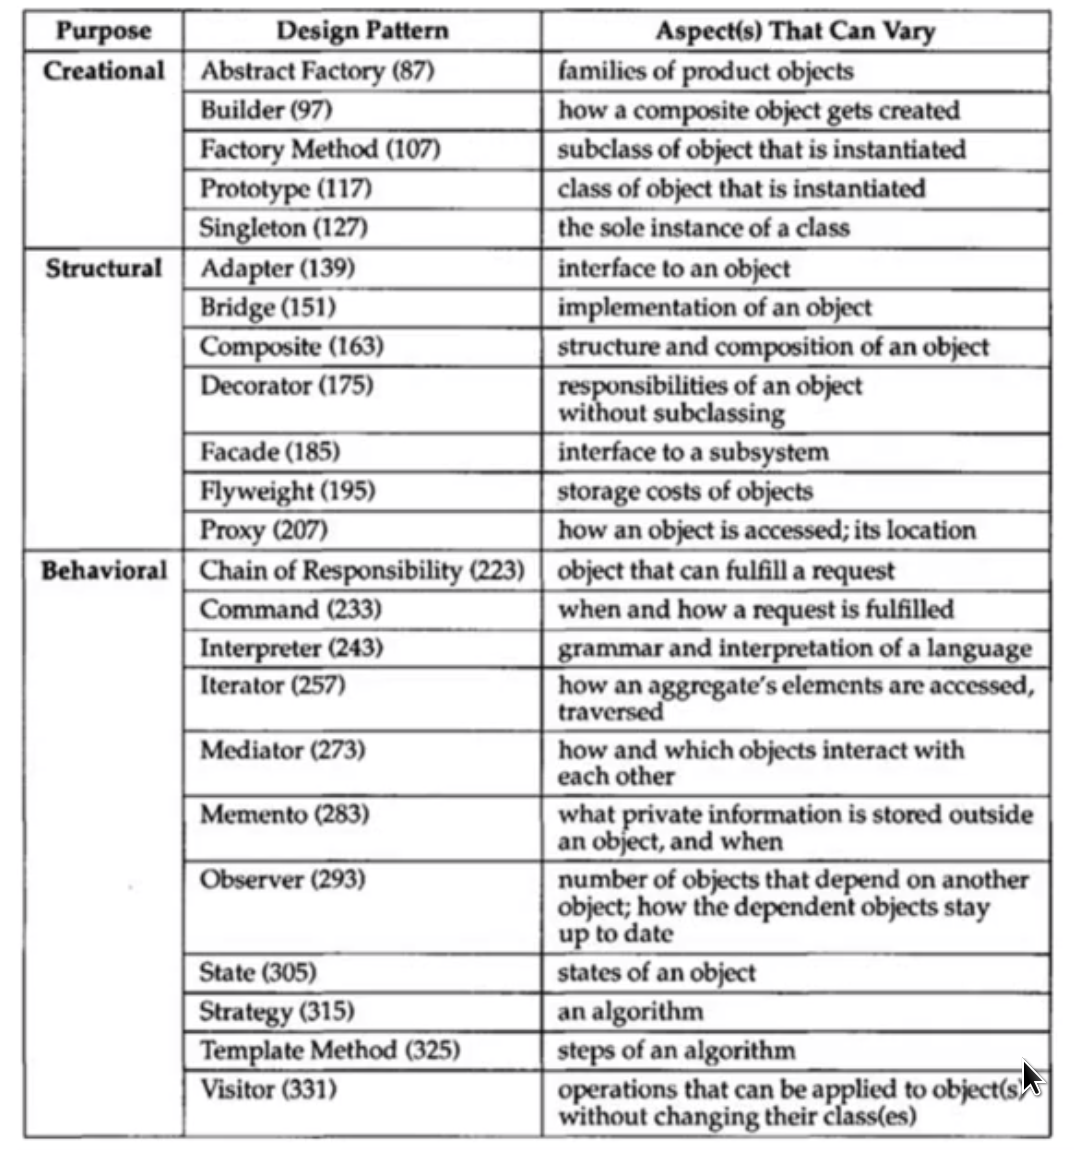 Purpose Design Pattern Aspect(s) That Can Vary
Creational Abstract Factory (87) families of product objects
Builder (97) how a composite object gets created
Factory Method (107) subclass of object that is instantiated
Prototype (117) class of object that is instantiated
Singleton (127) the sole instance of a class
Structural Adapter (139) interface to an object
Bridge (151) implementation of an object
Composite (163) structure and composition of an object
Decorator (175) responsibilities of an object
without subclassing
Facade (185) interface to a subsystem
Flyweight (195) storage costs of objects
Proxy (207) how an object is accessed; its location
Behavioral Chain of Responsibility (223) object that can fulfill a request
Command (233) when and how a request is fulfilled
Interpreter (243) grammar and interpretation of a language
Iterator (257) how an aggregate's elements are accessed,
traversed
Mediator (273) how and which objects interact with
each other
Memento (283) what private information is stored outside
an object, and when
Observer (293) number of objects that depend on another
object; how the dependent objects stay
up to date
State (305) states of an object
Strategy (315) an algorithm
Template Method (325) steps of an algorithm
Visitor (331) operations that can be applied to object(s)
without changing their class(es)